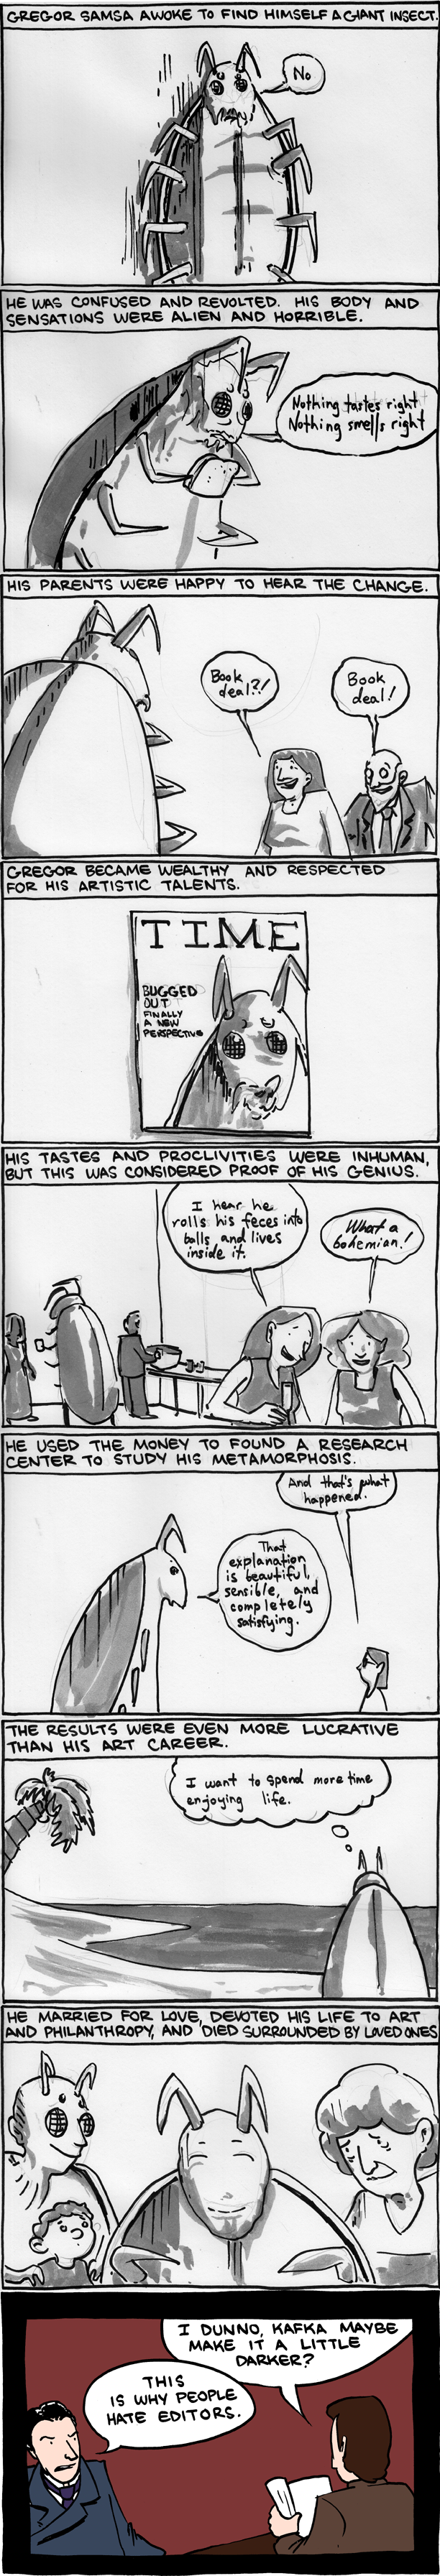 GREGOR SAMSA AWOKE TO FIND HIMSELF A GIANT INSECT.
No
HE WAS CONFUSED AND REVOLTED. HIS BODY AND
SENSATIONS WERE ALIEN AND HORRIBLE.
Nothing tastes right
Nothing smells right
HIS PARENTS WERE HAPPY TO HEAR THE CHANGE.
Book
deal?!
Book
deal!
GREGOR BECAME WEALTHY AND RESPECTED
FOR HIS ARTISTIC TALENTS.
TIME
BUGGED
OUT
FINALLY
A NEW
PERSPECTIVE
HIS TASTES AND PROCLIVITIES WERE INHUMAN,
BUT THIS WAS CONSIDERED PROOF OF HIS GENIUS.
I hear he
rolls his feces into
balls and lives
inside it.
What a
bohemian!
HE USED THE MONEY TO FOUND A RESEARCH
CENTER TO STUDY HIS METAMORPHOSIS.
And that's what
happened.
That
explanation
is beautiful,
sensible, and
completely
satisfying.
THE RESULTS WERE EVEN MORE LUCRATIVE
THAN HIS ART CAREER.
I want to spend more time
enjoying life.
HE MARRIED FOR LOVE, DEVOTED HIS LIFE TO ART
AND PHILANTHROPY, AND DIED SURROUNDED BY LOVED ONES
I DUNNO, KAFKA MAYBE
MAKE IT A LITTLE
DARKER?
THIS
IS WHY PEOPLE
HATE EDITORS.